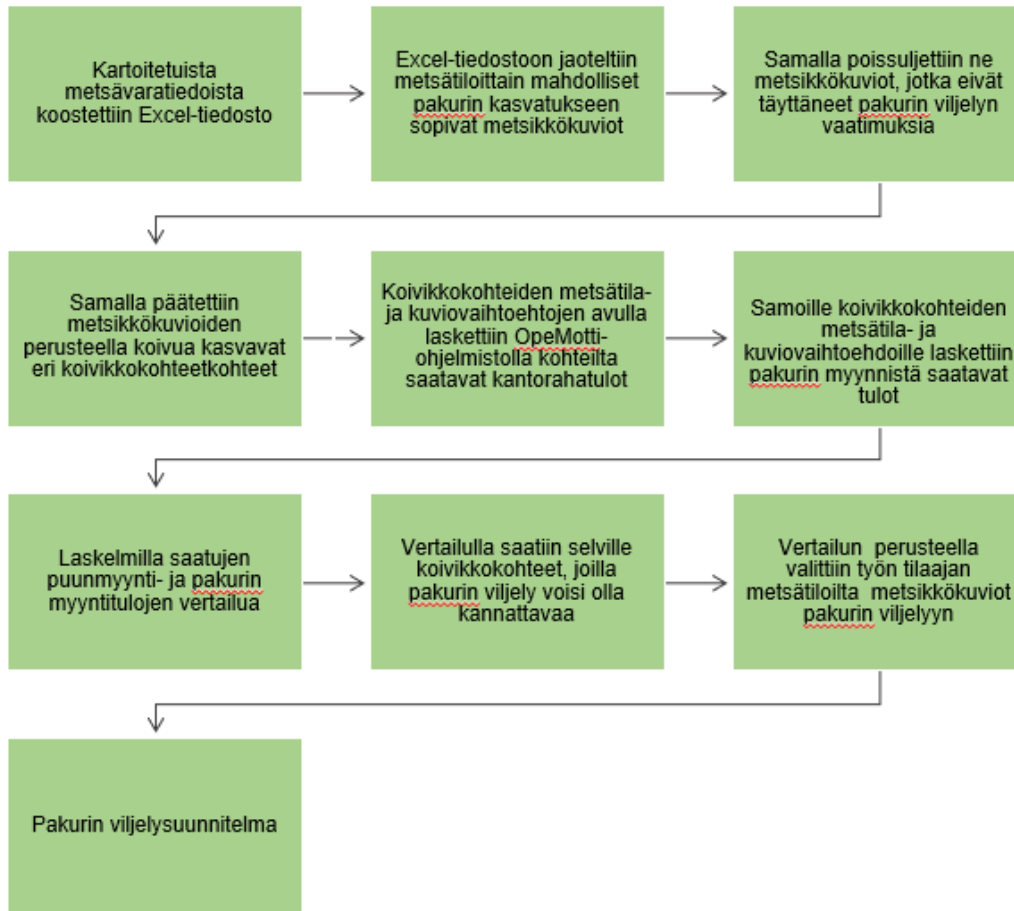 Kartoitetuista
metsävaratiedoista
koostettiin Excel-tiedosto
Excel-tiedostoon jaoteltiin
metsätiloittain mahdolliset
pakurin kasvatukseen
sopivat metsikkökuviot
Samalla poissuljettiin ne
metsikkökuviot, jotka eivät
täyttäneet pakurin viljelyn
vaatimuksia
Samalla päätettiin
metsikkökuvioiden
perusteella koivua kasvavat
eri koivikkokohteetkohteet
Koivikkokohteiden metsätila-
ja kuviovaihtoehtojen avulla
laskettiin OpeMotti-
ohjelmistolla kohteilta
saatavat kantorahatulot
Samoille koivikkokohteiden
metsätila- ja
kuviovaihtoehdoille laskettiin
pakurin myynnistä saatavat
tulot
Laskelmilla saatujen
puunmyynti- ja pakurin
myyntitulojen vertailua
Vertailulla saatiin selville
koivikkokohteet, joilla
pakurin viljely voisi olla
kannattavaa
Vertailun perusteella
valittiin työn tilaajan
metsätiloilta metsikkökuviot
pakurin viljelyyn
Pakurin viljelysuunnitelma